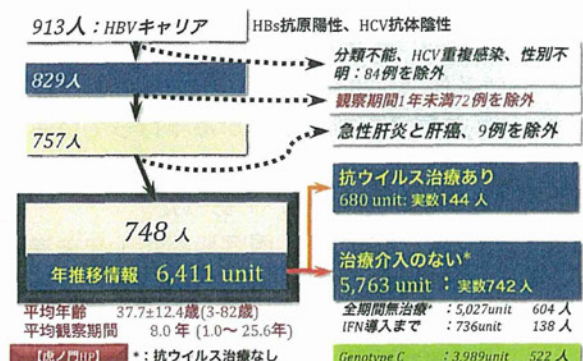 913人：HBVキャリア
HBs抗原陽性、HCV抗体陰性
分類不能、HCV重複感染、性別不
明：84例を除外
829人
観察期間1年未満72例を除外
757人
急性肝炎と肝癌、9例を除外
抗ウイルス治療あり
680 unit: 実数144 人
748 人
年推移情報 6,411 unit
治療介入のない*
5,763 unit ： 実数742 人
平均年齢 37.7±12.4歳(3-82歳)
平均観察期間 8.0 年 (1.0〜 25.6年)
全期間無治療* ：5,027unit 604 人
IFN導入まで ：736unit 138 人
【虎ノ門HP】 *：抗ウイルス治療なし
Genotype C ：3,989unit 522 人